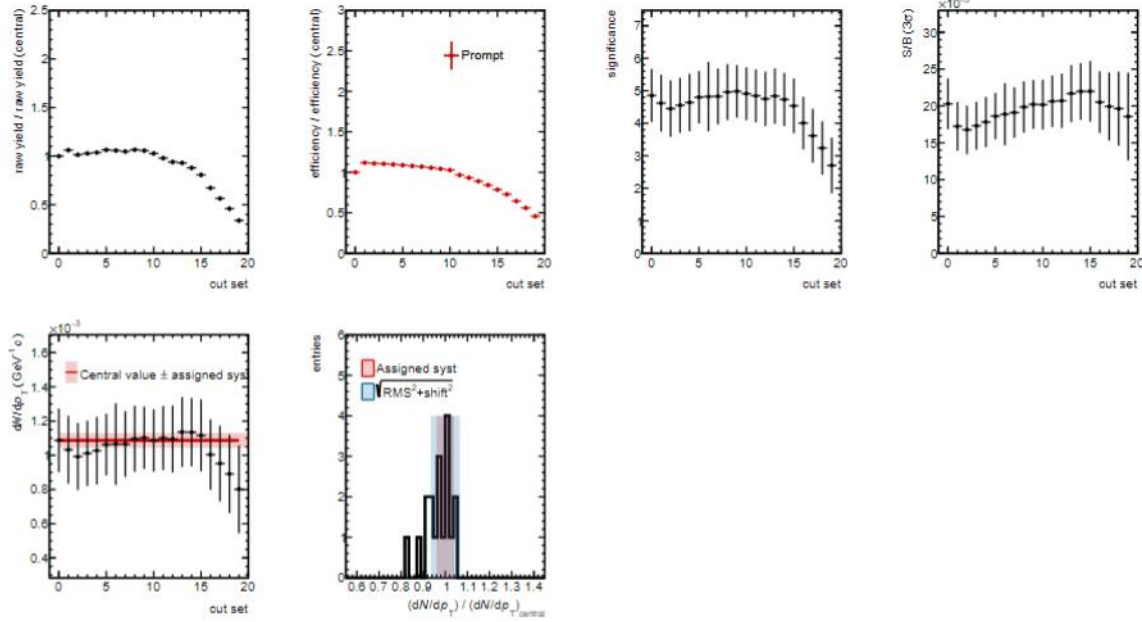 raw yield / raw yield (central)
2.5
2
1.5
1
0.5
0
0 5 10 15 20
cut set
efficiency / efficiency (central)
3
2.5
2
1.5
1
0.5
0
Prompt
0 5 10 15 20
cut set
significance
7
6
5
4
3
2
1
0
0 5 10 15 20
cut set
S/B (3σ)
30
25
20
15
10
5
0
0 5 10 15 20
cut set
dN/dp_T (GeV⁻¹ c)
×10⁻³
1.6
1.4
1.2
1
0.8
0.6
0.4
Central value ± assigned sys
0 5 10 15 20
cut set
entries
6
5
4
3
2
1
0
Assigned syst
√RMS²+shift²
0.6 0.7 0.8 0.9 1 1.1 1.2 1.3 1.4
(dN/dp_T) / (dN/dp_T)central